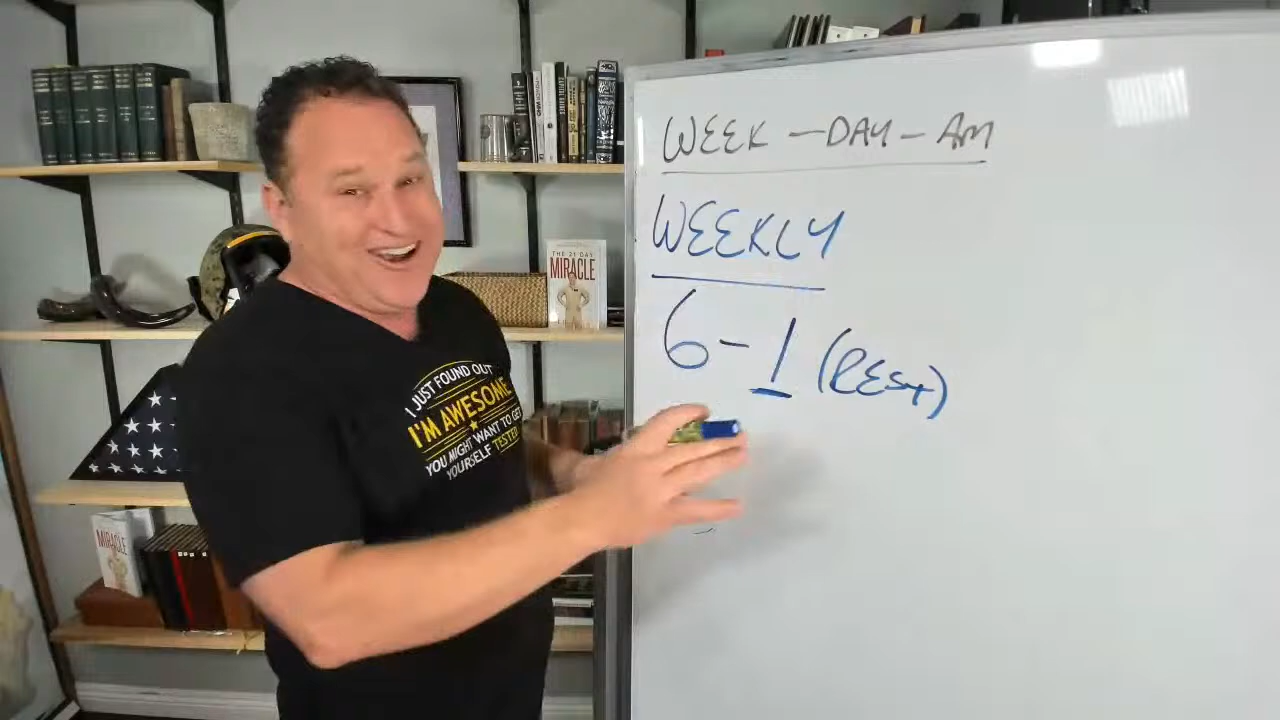 WEEK - DAY - AM
WEEKLY
6 - 1 (REST)
I JUST FOUND OUT
I'M AWESOME
YOU MIGHT WANT TO GET
YOURSELF TESTED
THE 21 DAY
MIRACLE
MIRACLE